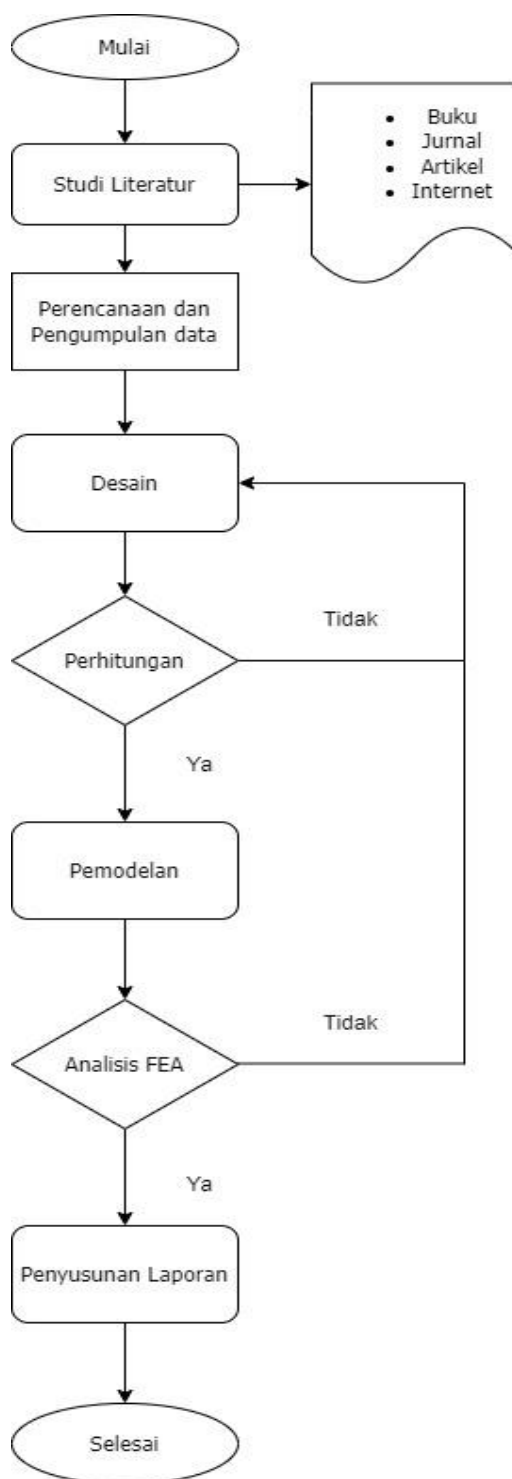 Mulai
Studi Literatur
• Buku
• Jurnal
• Artikel
• Internet
Perencanaan dan
Pengumpulan data
Desain
Tidak
Perhitungan
Ya
Pemodelan
Tidak
Analisis FEA
Ya
Penyusunan Laporan
Selesai